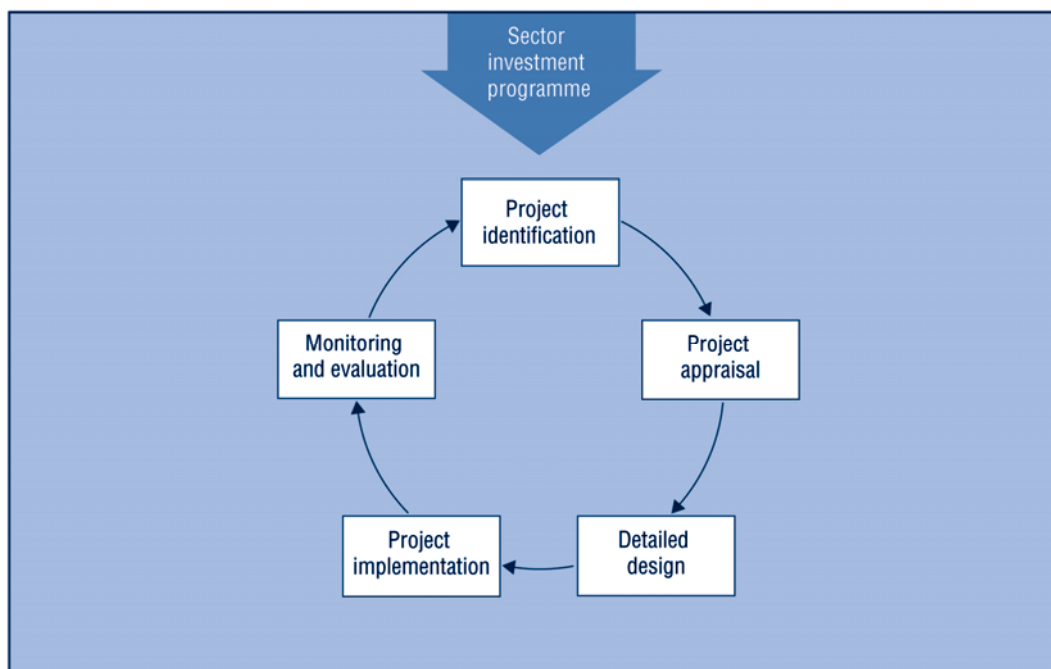 Sector
investment
programme
Project
identification
Project
appraisal
Detailed
design
Project
implementation
Monitoring
and evaluation